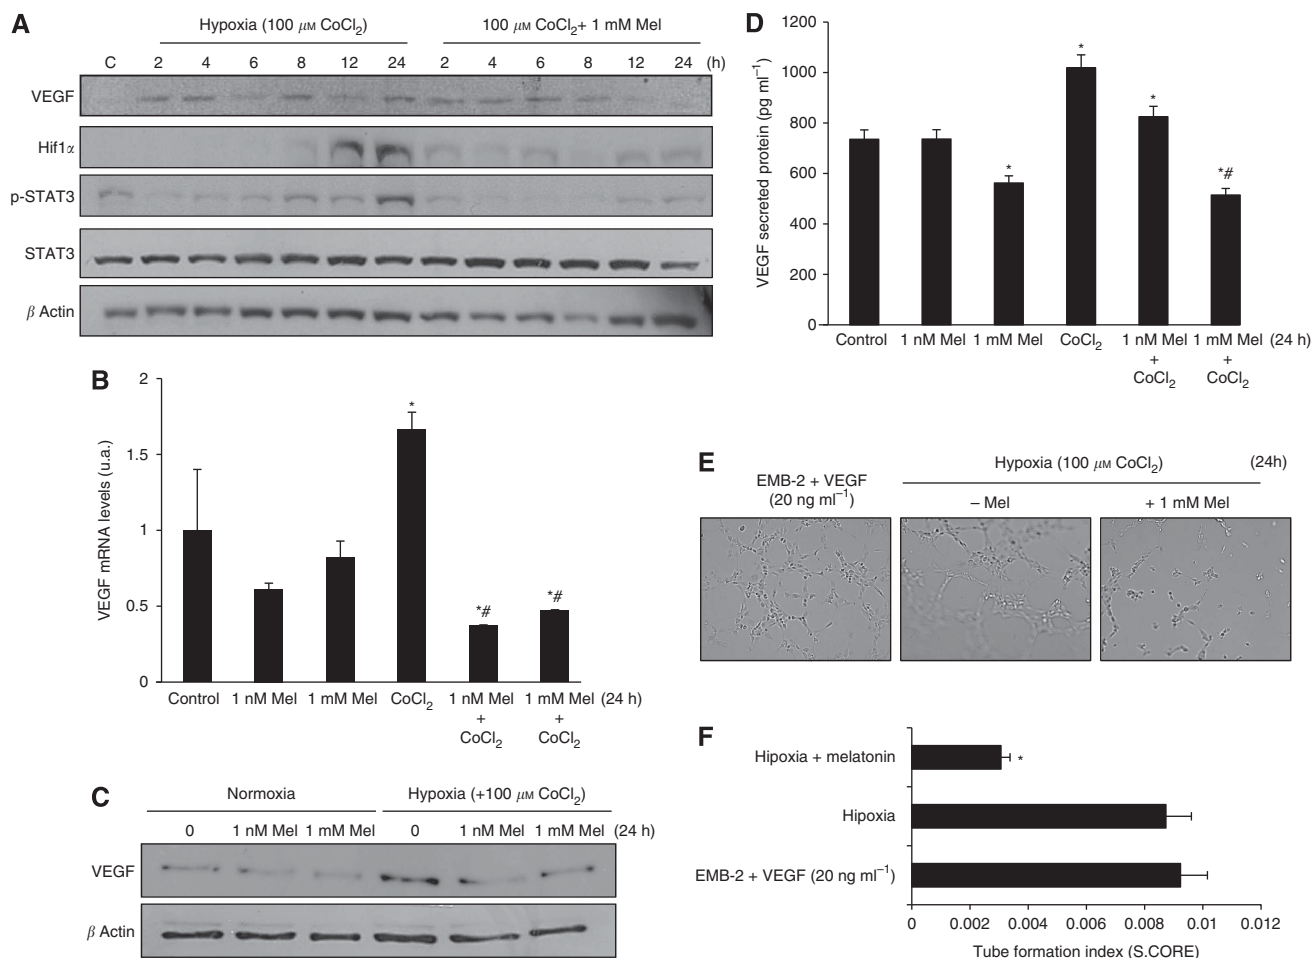 A
Hypoxia (100 μM CoCl2)
100 μM CoCl2+ 1 mM Mel
C 2 4 6 8 12 24 2 4 6 8 12 24 (h)
VEGF
Hif1α
p-STAT3
STAT3
β Actin
B
VEGF mRNA levels (u.a.)
2
1.5
1
0.5
0
*
*#
*#
Control 1 nM Mel 1 mM Mel CoCl2 1 nM Mel 1 mM Mel (24 h)
+ +
CoCl2 CoCl2
C
Normoxia Hypoxia (+100 μM CoCl2)
0 1 nM Mel 1 mM Mel 0 1 nM Mel 1 mM Mel (24 h)
VEGF
β Actin
D
VEGF secreted protein (pg ml–1)
1200
1000
800
600
400
200
0
*
*
*
*#
Control 1 nM Mel 1 mM Mel CoCl2 1 nM Mel 1 mM Mel (24 h)
+ +
CoCl2 CoCl2
E
Hypoxia (100 μM CoCl2) (24h)
EMB-2 + VEGF
(20 ng ml–1)
– Mel
+ 1 mM Mel
F
Hipoxia + melatonin
*
Hipoxia
EMB-2 + VEGF (20 ng ml–1)
0 0.002 0.004 0.006 0.008 0.01 0.012
Tube formation index (S.CORE)